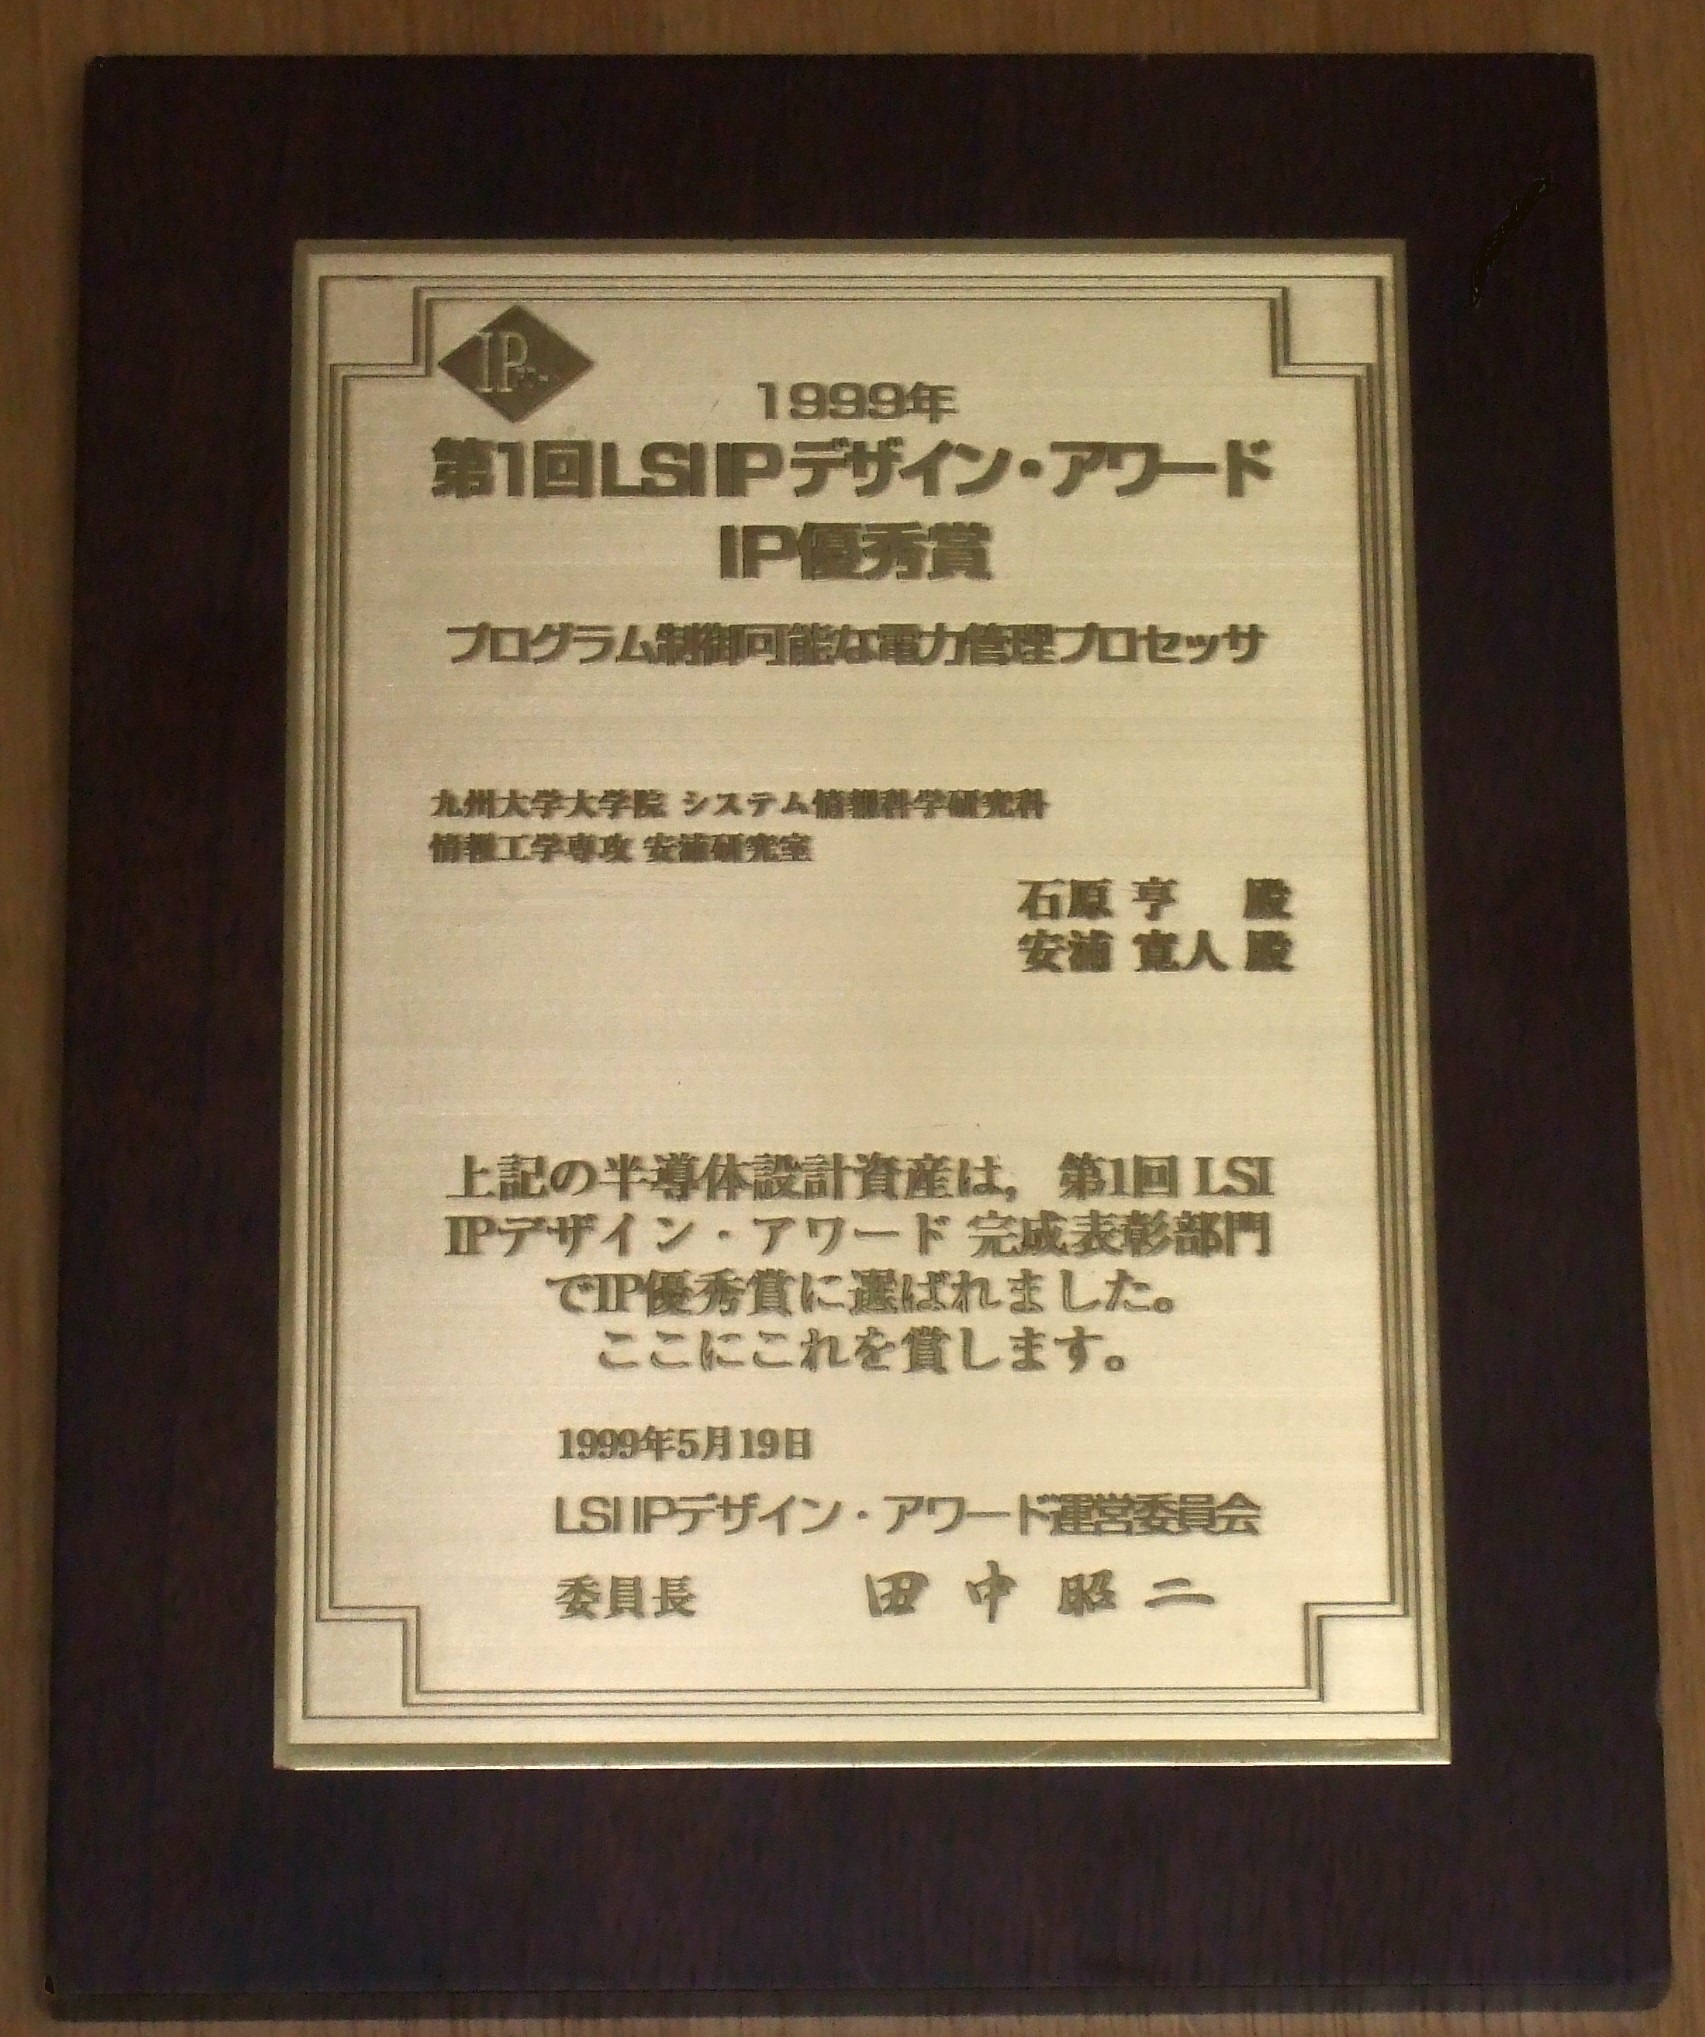 IP
1999年
第1回LSI IPデザイン・アワード
IP優秀賞
プログラム制御可能な電力管理プロセッサ
九州大学大学院 システム情報科学研究科
情報工学専攻 安浦研究室
石原 亨 殿
安浦 寛人 殿
上記の半導体設計資産は，第1回 LSI
IPデザイン・アワード 完成表彰部門
でIP優秀賞に選ばれました。
ここにこれを賞します。
1999年5月19日
LSI IPデザイン・アワード運営委員会
委員長 田中昭二